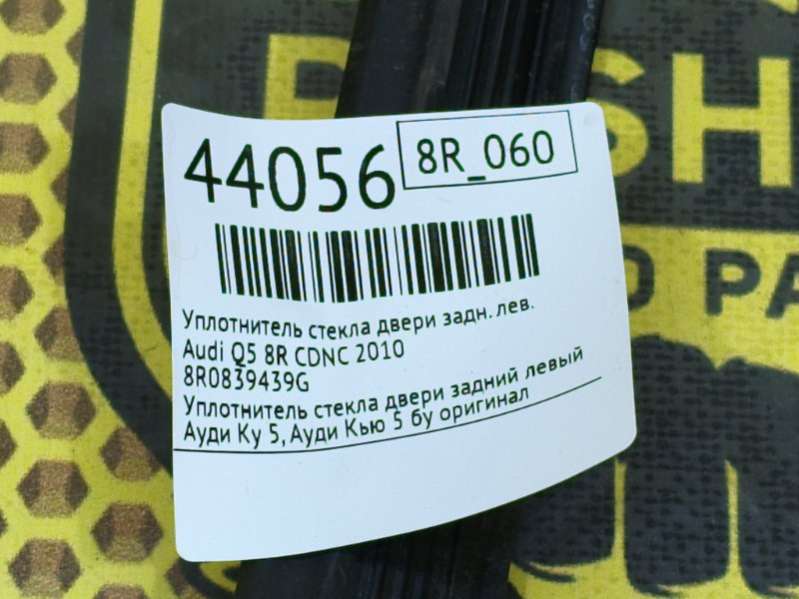 44056
8R_060
Уплотнитель стекла двери задн. лев.
Audi Q5 8R CDNC 2010
8R0839439G
Уплотнитель стекла двери задний левый
Ауди Ку 5, Ауди Кью 5 бу оригинал